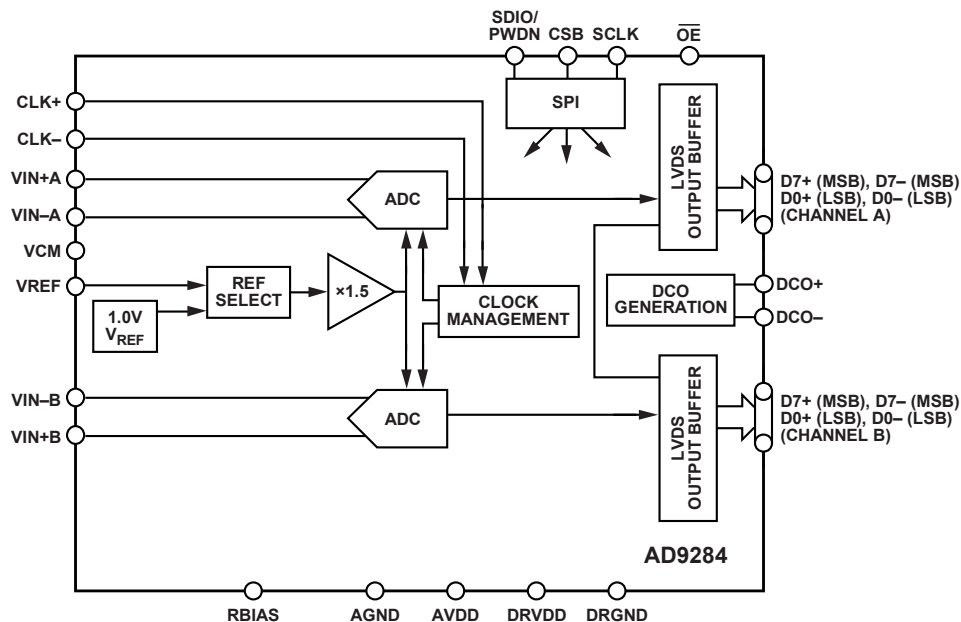 SDIO/
PWDN CSB SCLK OE
CLK+
SPI
CLK–
LVDS
OUTPUT BUFFER
VIN+A
ADC
D7+ (MSB), D7– (MSB)
D0+ (LSB), D0– (LSB)
(CHANNEL A)
VIN–A
VCM
VREF
REF
SELECT
×1.5
CLOCK
MANAGEMENT
DCO
GENERATION
DCO+
DCO–
1.0V
VREF
VIN–B
ADC
VIN+B
LVDS
OUTPUT BUFFER
D7+ (MSB), D7– (MSB)
D0+ (LSB), D0– (LSB)
(CHANNEL B)
AD9284
RBIAS AGND AVDD DRVDD DRGND